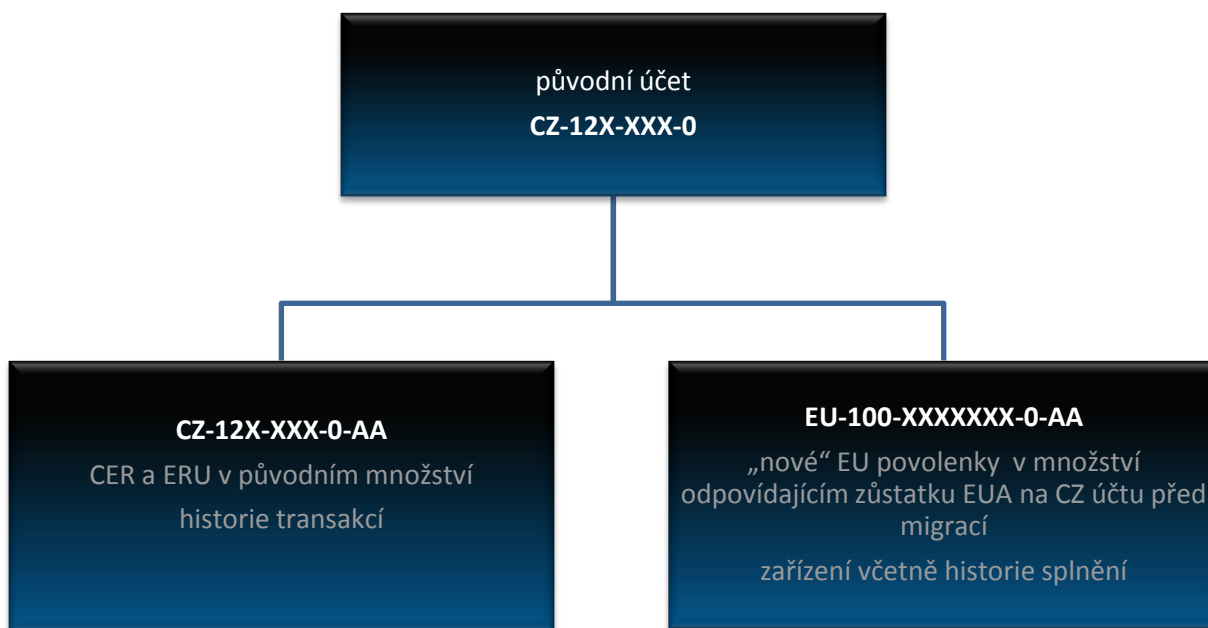 původní účet
CZ-12X-XXX-0
CZ-12X-XXX-0-AA
CER a ERU v původním množství
historie transakcí
EU-100-XXXXXXX-0-AA
„nové“ EU povolenky v množství
odpovídajícím zůstatku EUA na CZ účtu před
migrací
zařízení včetně historie splnění